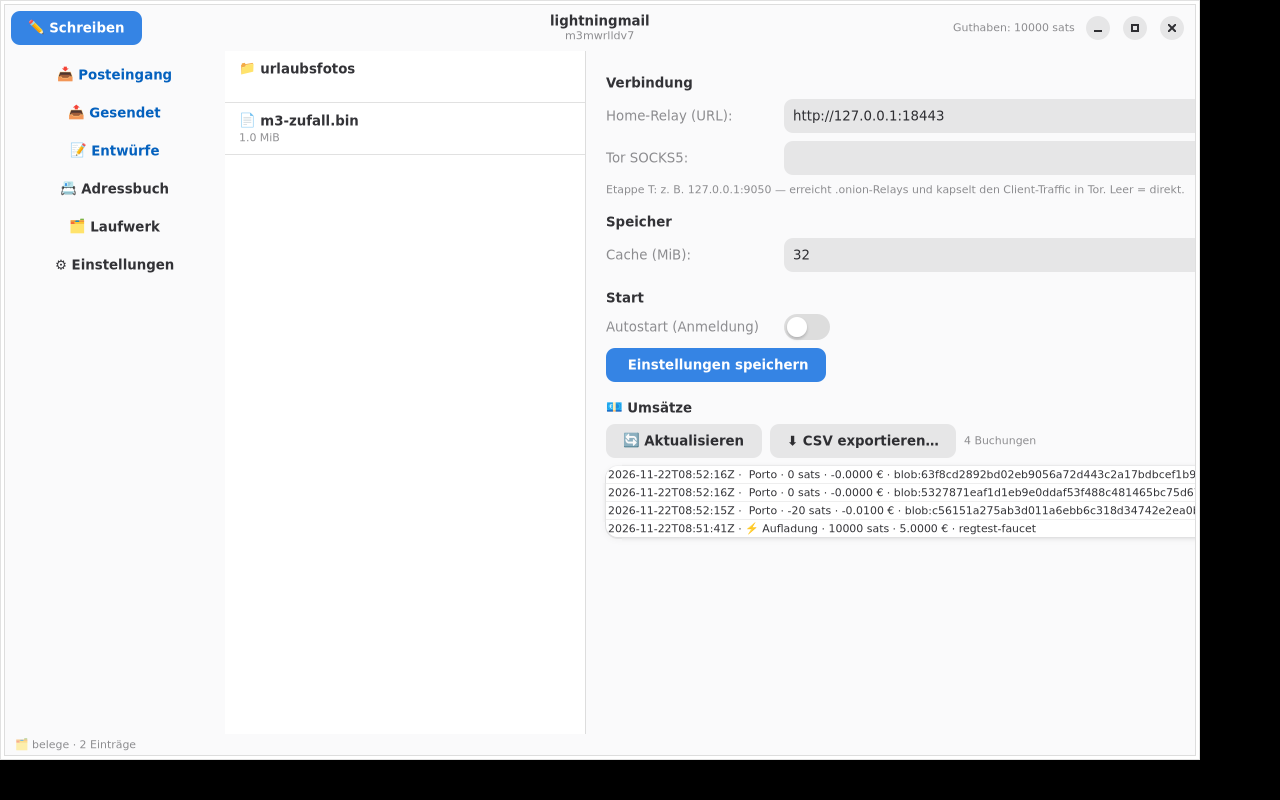 ✏️ Schreiben
lightningmail
m3mwrlldv7
Guthaben: 10000 sats
📥 Posteingang
📤 Gesendet
📝 Entwürfe
📇 Adressbuch
🗂️ Laufwerk
⚙ Einstellungen
📁 urlaubsfotos
📄 m3-zufall.bin
1.0 MiB
Verbindung
Home-Relay (URL): http://127.0.0.1:18443
Tor SOCKS5:
Etappe T: z. B. 127.0.0.1:9050 — erreicht .onion-Relays und kapselt den Client-Traffic in Tor. Leer = direkt.
Speicher
Cache (MiB): 32
Start
Autostart (Anmeldung)
Einstellungen speichern
💶 Umsätze
🔄 Aktualisieren ⬇ CSV exportieren… 4 Buchungen
2026-11-22T08:52:16Z · Porto · 0 sats · -0.0000 € · blob:63f8cd2892bd02eb9056a72d443c2a17bdbcef1b9
2026-11-22T08:52:16Z · Porto · 0 sats · -0.0000 € · blob:5327871eaf1d1eb9e0ddaf53f488c481465bc75d6
2026-11-22T08:52:15Z · Porto · -20 sats · -0.0100 € · blob:c56151a275ab3d011a6ebb6c318d34742e2ea0
2026-11-22T08:51:41Z · ⚡ Aufladung · 10000 sats · 5.0000 € · regtest-faucet
🗂️ belege · 2 Einträge